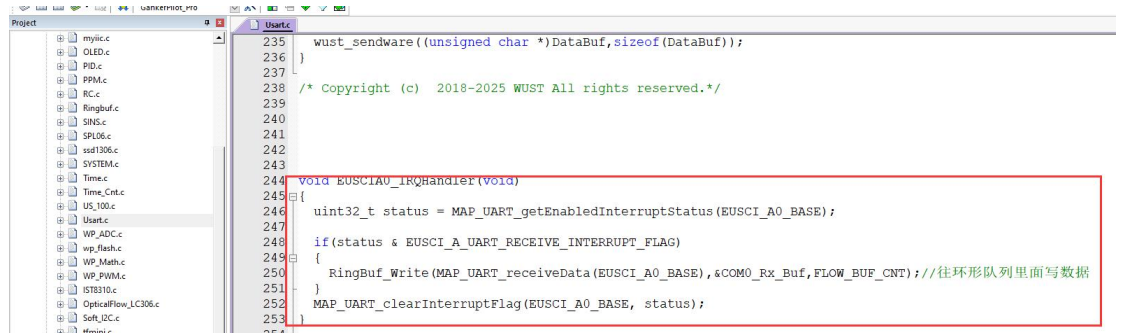 GankerPilot_Pro
Project
Usart.c
myiic.c
OLED.c
PID.c
PPM.c
RC.c
Ringbuf.c
SINS.c
SPL06.c
ssd1306.c
SYSTEM.c
Time.c
Time_Cnt.c
US_100.c
Usart.c
WP_ADC.c
wp_flash.c
WP_Math.c
WP_PWM.c
IST8310.c
OpticalFlow_LC306.c
Soft_I2C.c
tfmini.c
235 wust_sendware((unsigned char *)DataBuf,sizeof(DataBuf));
236 }
237
238 /* Copyright (c)  2018-2025 WUST All rights reserved.*/
239
240
241
242
243
244 void EUSCIA0_IRQHandler(void)
245 {
246 uint32_t status = MAP_UART_getEnabledInterruptStatus(EUSCI_A0_BASE);
247
248 if(status & EUSCI_A_UART_RECEIVE_INTERRUPT_FLAG)
249 {
250 RingBuf_Write(MAP_UART_receiveData(EUSCI_A0_BASE),&COM0_Rx_Buf,FLOW_BUF_CNT);//往环形队列里面写数据
251 }
252 MAP_UART_clearInterruptFlag(EUSCI_A0_BASE, status);
253 }
254